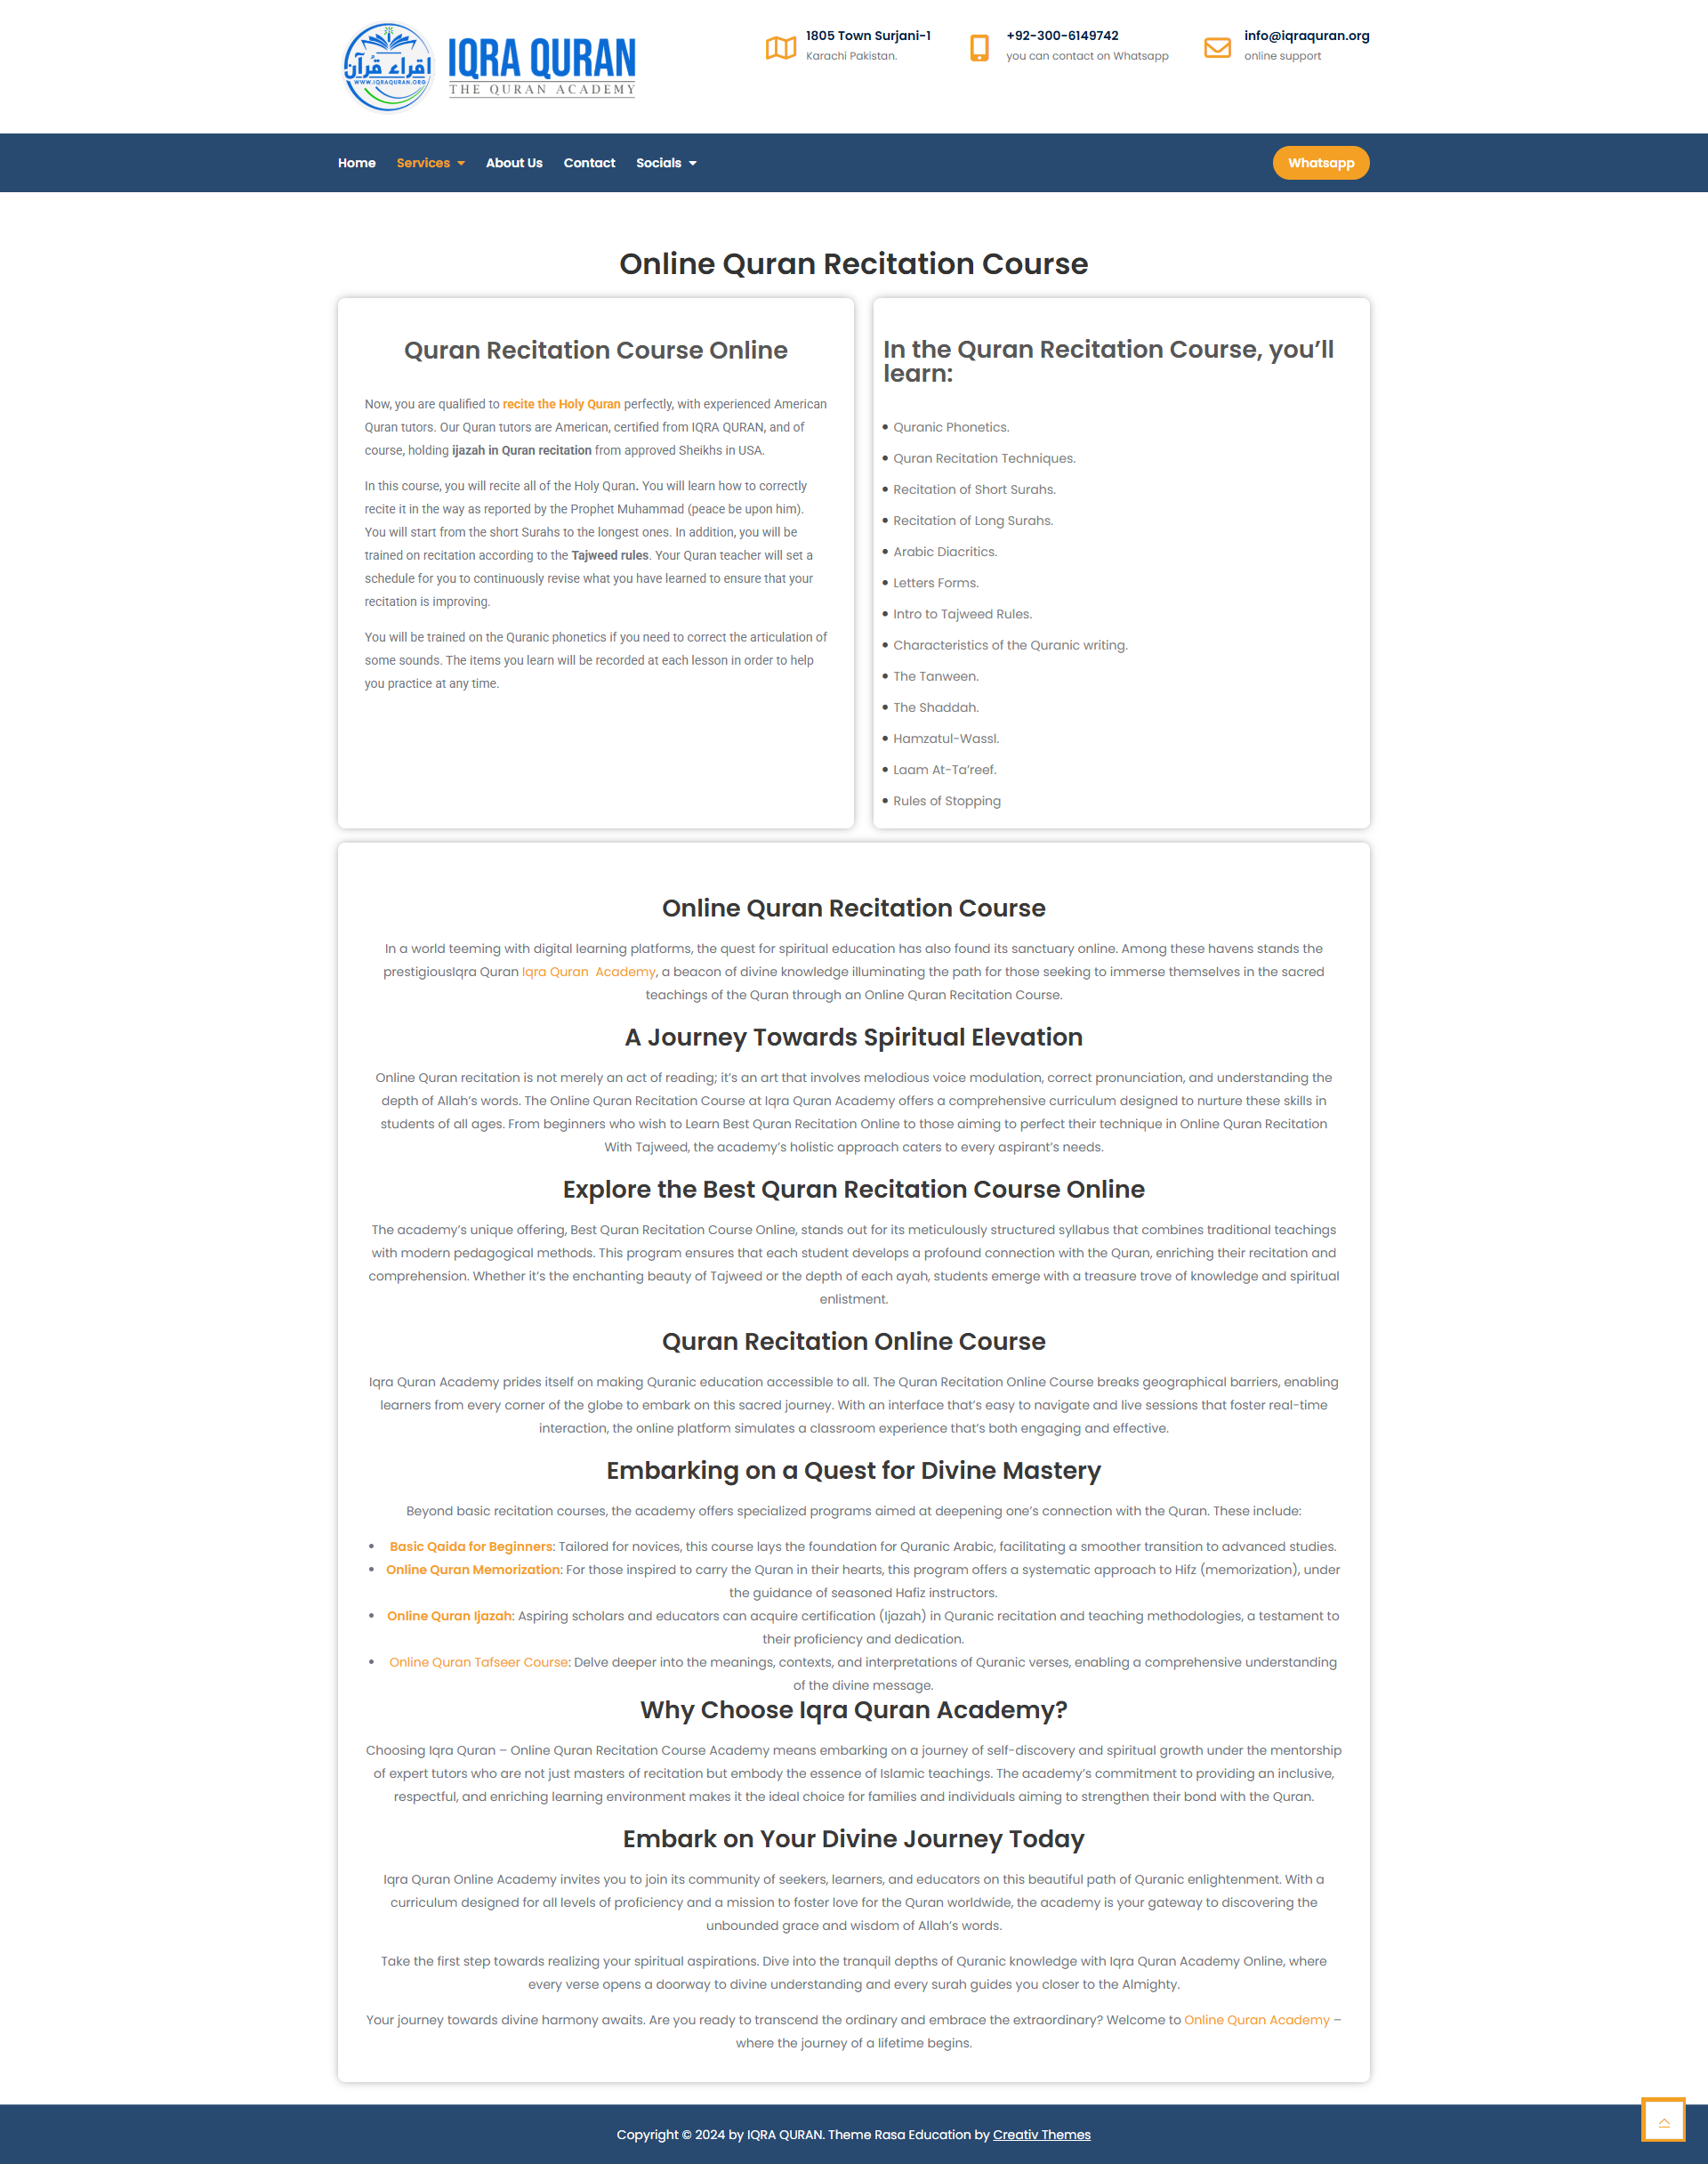 اقراء قُرآن
WWW.IQRAQURAN.ORG
IQRA QURAN
THE QURAN ACADEMY
1805 Town Surjani-1
Karachi Pakistan.
+92-300-6149742
you can contact on Whatsapp
info@iqraquran.org
online support
Home
Services
About Us
Contact
Socials
Whatsapp
Online Quran Recitation Course
Quran Recitation Course Online
Now, you are qualified to recite the Holy Quran perfectly, with experienced American
Quran tutors. Our Quran tutors are American, certified from IQRA QURAN, and of
course, holding ijazah in Quran recitation from approved Sheikhs in USA.
In this course, you will recite all of the Holy Quran. You will learn how to correctly
recite it in the way as reported by the Prophet Muhammad (peace be upon him).
You will start from the short Surahs to the longest ones. In addition, you will be
trained on recitation according to the Tajweed rules. Your Quran teacher will set a
schedule for you to continuously revise what you have learned to ensure that your
recitation is improving.
You will be trained on the Quranic phonetics if you need to correct the articulation of
some sounds. The items you learn will be recorded at each lesson in order to help
you practice at any time.
In the Quran Recitation Course, you’ll
learn:
• Quranic Phonetics.
• Quran Recitation Techniques.
• Recitation of Short Surahs.
• Recitation of Long Surahs.
• Arabic Diacritics.
• Letters Forms.
• Intro to Tajweed Rules.
• Characteristics of the Quranic writing.
• The Tanween.
• The Shaddah.
• Hamzatul-Wassl.
• Laam At-Ta’reef.
• Rules of Stopping
Online Quran Recitation Course
In a world teeming with digital learning platforms, the quest for spiritual education has also found its sanctuary online. Among these havens stands the
prestigiousIqra Quran Iqra Quran  Academy, a beacon of divine knowledge illuminating the path for those seeking to immerse themselves in the sacred
teachings of the Quran through an Online Quran Recitation Course.
A Journey Towards Spiritual Elevation
Online Quran recitation is not merely an act of reading; it’s an art that involves melodious voice modulation, correct pronunciation, and understanding the
depth of Allah’s words. The Online Quran Recitation Course at Iqra Quran Academy offers a comprehensive curriculum designed to nurture these skills in
students of all ages. From beginners who wish to Learn Best Quran Recitation Online to those aiming to perfect their technique in Online Quran Recitation
With Tajweed, the academy’s holistic approach caters to every aspirant’s needs.
Explore the Best Quran Recitation Course Online
The academy’s unique offering, Best Quran Recitation Course Online, stands out for its meticulously structured syllabus that combines traditional teachings
with modern pedagogical methods. This program ensures that each student develops a profound connection with the Quran, enriching their recitation and
comprehension. Whether it’s the enchanting beauty of Tajweed or the depth of each ayah, students emerge with a treasure trove of knowledge and spiritual
enlistment.
Quran Recitation Online Course
Iqra Quran Academy prides itself on making Quranic education accessible to all. The Quran Recitation Online Course breaks geographical barriers, enabling
learners from every corner of the globe to embark on this sacred journey. With an interface that’s easy to navigate and live sessions that foster real-time
interaction, the online platform simulates a classroom experience that’s both engaging and effective.
Embarking on a Quest for Divine Mastery
Beyond basic recitation courses, the academy offers specialized programs aimed at deepening one’s connection with the Quran. These include:
• Basic Qaida for Beginners: Tailored for novices, this course lays the foundation for Quranic Arabic, facilitating a smoother transition to advanced studies.
• Online Quran Memorization: For those inspired to carry the Quran in their hearts, this program offers a systematic approach to Hifz (memorization), under
the guidance of seasoned Hafiz instructors.
• Online Quran Ijazah: Aspiring scholars and educators can acquire certification (Ijazah) in Quranic recitation and teaching methodologies, a testament to
their proficiency and dedication.
• Online Quran Tafseer Course: Delve deeper into the meanings, contexts, and interpretations of Quranic verses, enabling a comprehensive understanding
of the divine message.
Why Choose Iqra Quran Academy?
Choosing Iqra Quran – Online Quran Recitation Course Academy means embarking on a journey of self-discovery and spiritual growth under the mentorship
of expert tutors who are not just masters of recitation but embody the essence of Islamic teachings. The academy’s commitment to providing an inclusive,
respectful, and enriching learning environment makes it the ideal choice for families and individuals aiming to strengthen their bond with the Quran.
Embark on Your Divine Journey Today
Iqra Quran Online Academy invites you to join its community of seekers, learners, and educators on this beautiful path of Quranic enlightenment. With a
curriculum designed for all levels of proficiency and a mission to foster love for the Quran worldwide, the academy is your gateway to discovering the
unbounded grace and wisdom of Allah’s words.
Take the first step towards realizing your spiritual aspirations. Dive into the tranquil depths of Quranic knowledge with Iqra Quran Academy Online, where
every verse opens a doorway to divine understanding and every surah guides you closer to the Almighty.
Your journey towards divine harmony awaits. Are you ready to transcend the ordinary and embrace the extraordinary? Welcome to Online Quran Academy –
where the journey of a lifetime begins.
Copyright © 2024 by IQRA QURAN. Theme Rasa Education by Creativ Themes